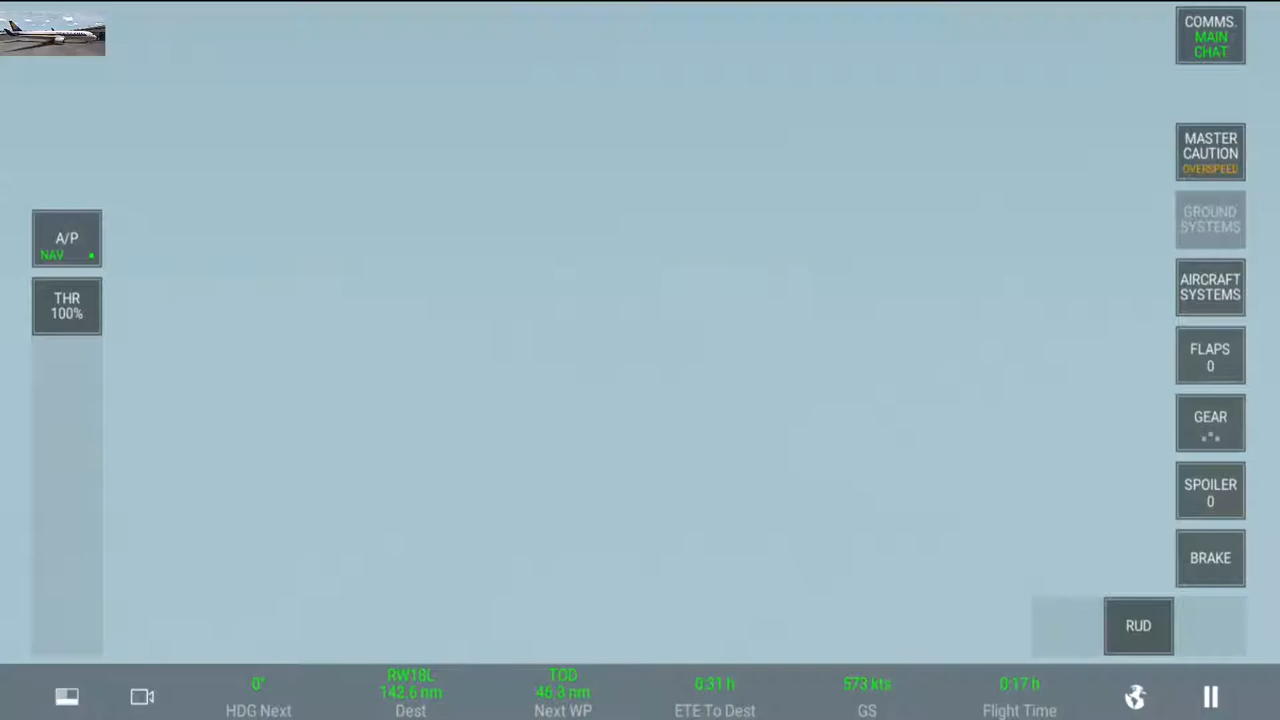 COMMS.
MAIN
CHAT
MASTER
CAUTION
OVERSPEED
GROUND
SYSTEMS
A/P
NAV
AIRCRAFT
SYSTEMS
THR
100%
FLAPS
0
GEAR
SPOILER
0
BRAKE
RUD
0°
HDG Next
RW18L
142.6 nm
Dest
TOD
46.3 nm
Next WP
0:31 h
ETE To Dest
573 kts
GS
0:17 h
Flight Time